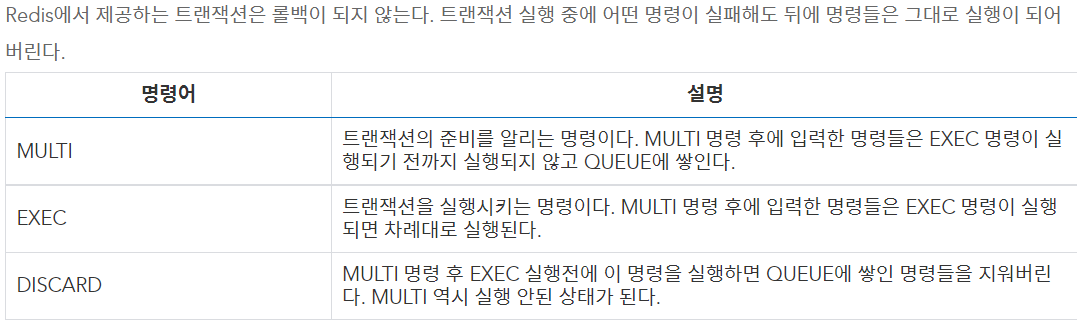 Redis에서 제공하는 트랜잭션은 롤백이 되지 않는다. 트랜잭션 실행 중에 어떤 명령이 실패해도 뒤에 명령들은 그대로 실행이 되어
버린다.
명령어 설명
MULTI
트랜잭션의 준비를 알리는 명령이다. MULTI 명령 후에 입력한 명령들은 EXEC 명령이 실
행되기 전까지 실행되지 않고 QUEUE에 쌓인다.
EXEC
트랜잭션을 실행시키는 명령이다. MULTI 명령 후에 입력한 명령들은 EXEC 명령이 실행
되면 차례대로 실행된다.
DISCARD
MULTI 명령 후 EXEC 실행전에 이 명령을 실행하면 QUEUE에 쌓인 명령들을 지워버린
다. MULTI 역시 실행 안된 상태가 된다.